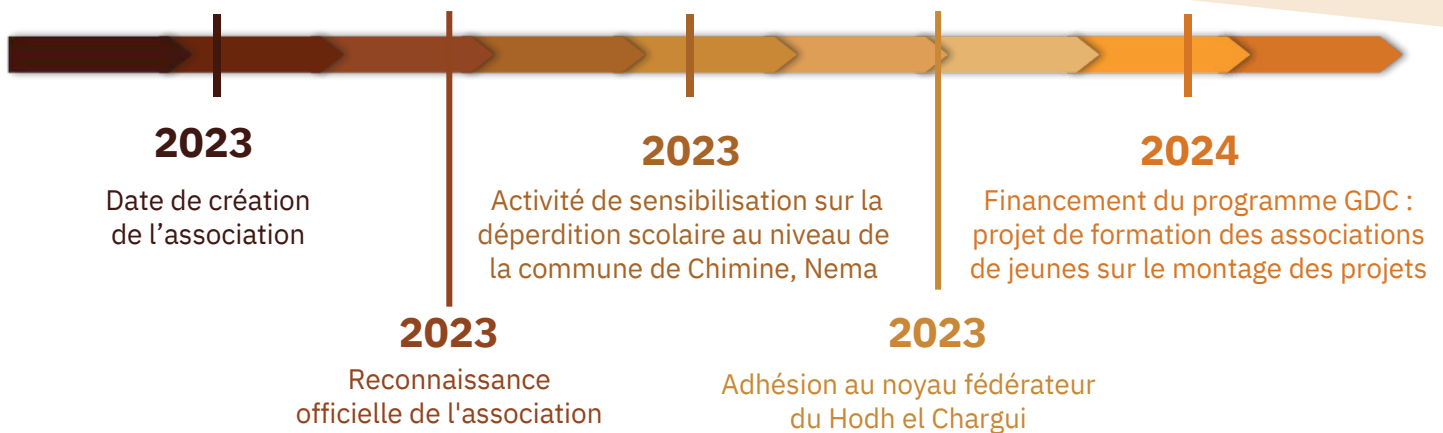 2023
Date de création
de l’association
2023
Reconnaissance
officielle de l'association
2023
Activité de sensibilisation sur la
déperdition scolaire au niveau de
la commune de Chimine, Nema
2023
Adhésion au noyau fédérateur
du Hodh el Chargui
2024
Financement du programme GDC :
projet de formation des associations
de jeunes sur le montage des projets